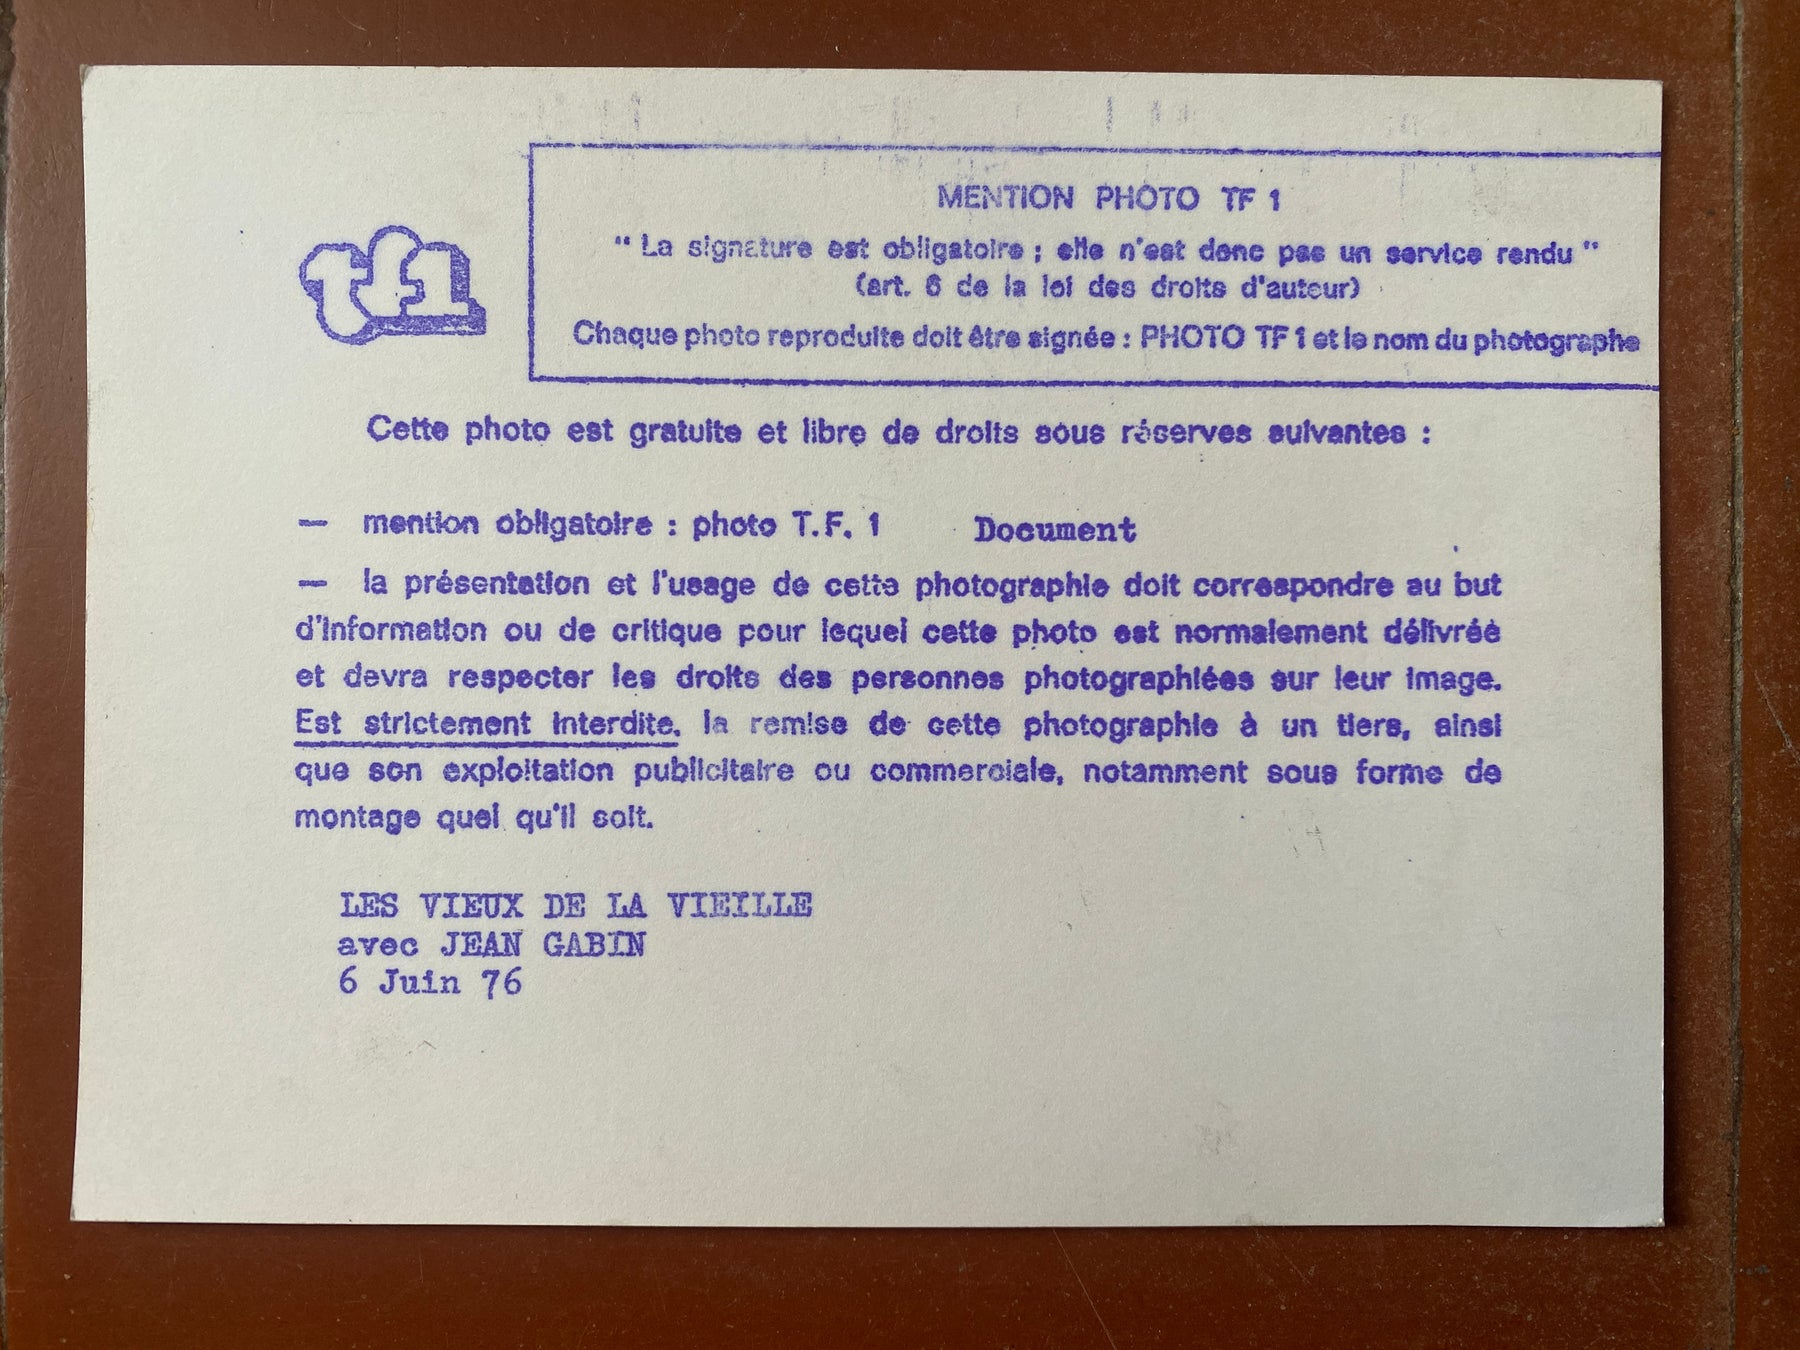 MENTION PHOTO TF 1
" La signature est obligatoire ; elle n'est donc pas un service rendu "
(art. 6 de la loi des droits d'auteur)
Chaque photo reproduite doit être signée : PHOTO TF 1 et le nom du photographe
tf1
Cette photo est gratuite et libre de droits sous réserves suivantes :
— mention obligatoire : photo T.F. 1 Document
— la présentation et l'usage de cette photographie doit correspondre au but
d'information ou de critique pour lequel cette photo est normalement délivrée
et devra respecter les droits des personnes photographiées sur leur image.
Est strictement interdite, la remise de cette photographie à un tiers, ainsi
que son exploitation publicitaire ou commerciale, notamment sous forme de
montage quel qu'il soit.
LES VIEUX DE LA VIEILLE
avec JEAN GABIN
6 Juin 76